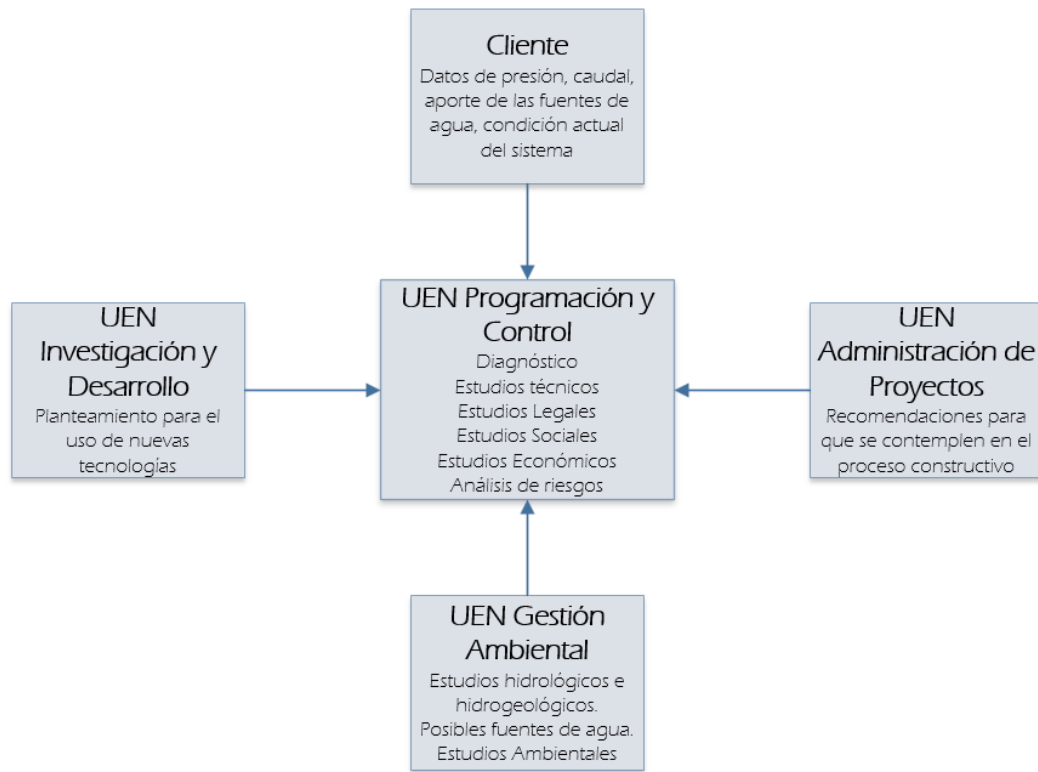 Cliente
Datos de presión, caudal,
aporte de las fuentes de
agua, condición actual
del sistema
UEN
Investigación y
Desarrollo
Planteamiento para el
uso de nuevas
tecnologías
UEN Programación y
Control
Diagnóstico
Estudios técnicos
Estudios Legales
Estudios Sociales
Estudios Económicos
Análisis de riesgos
UEN
Administración de
Proyectos
Recomendaciones para
que se contemplen en el
proceso constructivo
UEN Gestión
Ambiental
Estudios hidrológicos e
hidrogeológicos.
Posibles fuentes de agua.
Estudios Ambientales